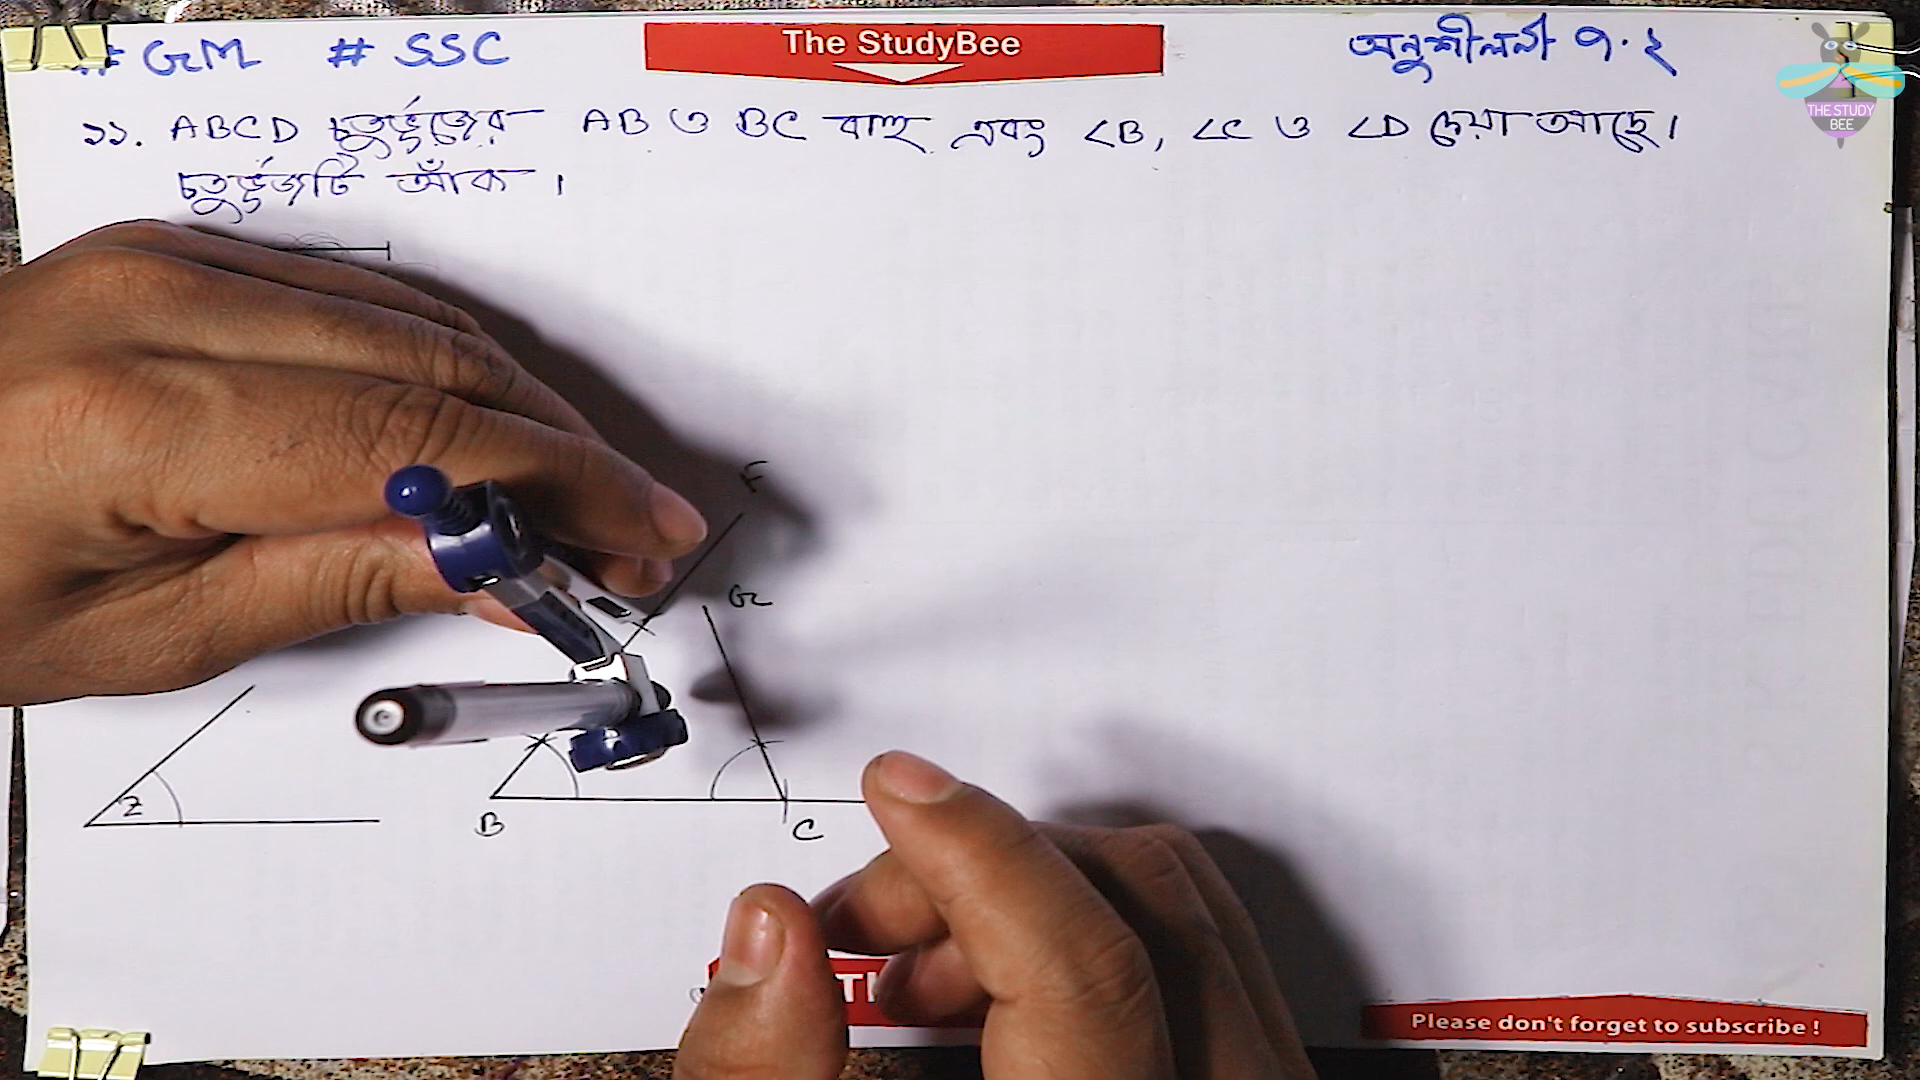 # GM # SSC
The StudyBee
অনুশীলনী ৭.২
THE STUDY
BEE
১১. ABCD চতুর্ভুজের AB ও BC বাহু এবং ∠B, ∠C ও ∠D দেয়া আছে।
চতুর্ভুজটি আঁক।
F
G
Z
B
C
Please don't forget to subscribe !